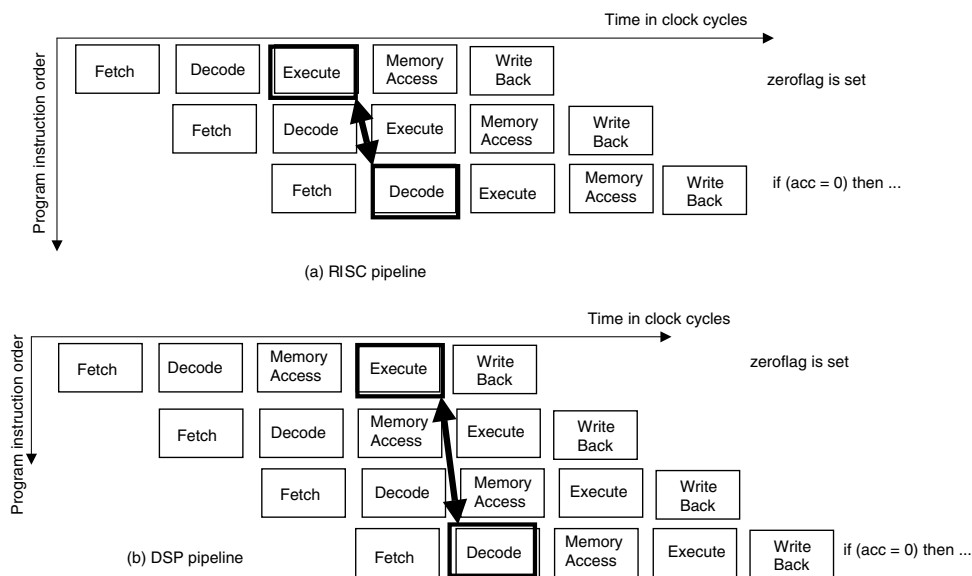 Time in clock cycles
Program instruction order
Fetch
Decode
Execute
Memory
Access
Write
Back
zeroflag is set
Fetch
Decode
Execute
Memory
Access
Write
Back
Fetch
Decode
Execute
Memory
Access
Write
Back
if (acc = 0) then ...
(a) RISC pipeline
Time in clock cycles
Program instruction order
Fetch
Decode
Memory
Access
Execute
Write
Back
zeroflag is set
Fetch
Decode
Memory
Access
Execute
Write
Back
Fetch
Decode
Memory
Access
Execute
Write
Back
(b) DSP pipeline
Fetch
Decode
Memory
Access
Execute
Write
Back
if (acc = 0) then ...